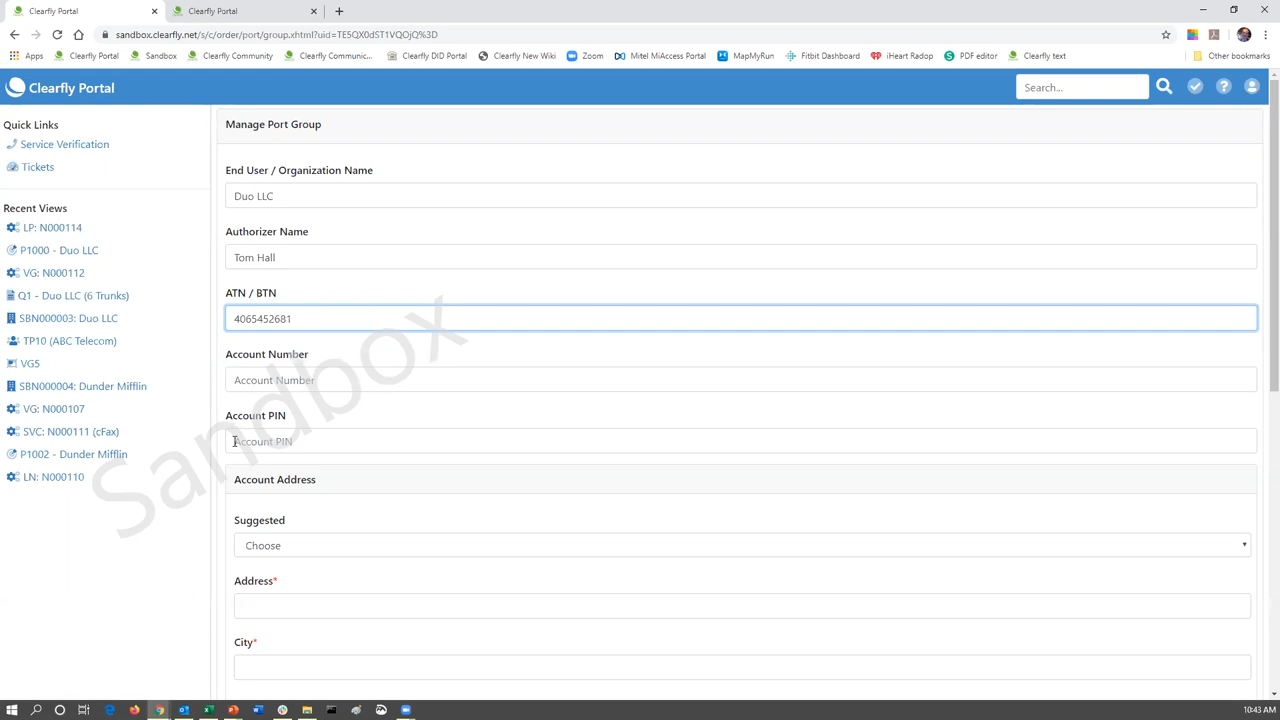 Clearfly Portal
Clearfly Portal
sandbox.clearfly.net/s/c/order/port/group.xhtml?uid=TE5QX0dST1VQOjQ%3D
Apps
Clearfly Portal
Sandbox
Clearfly Community
Clearfly Communic...
Clearfly DID Portal
Clearfly New Wiki
Zoom
Mitel MiAccess Portal
MapMyRun
Fitbit Dashboard
iHeart Radop
PDF editor
Clearfly text
Other bookmarks
Clearfly Portal
Search...
Quick Links
Service Verification
Tickets
Recent Views
LP: N000114
P1000 - Duo LLC
VG: N000112
Q1 - Duo LLC (6 Trunks)
SBN000003: Duo LLC
TP10 (ABC Telecom)
VG5
SBN000004: Dunder Mifflin
VG: N000107
SVC: N000111 (cFax)
P1002 - Dunder Mifflin
LN: N000110
Manage Port Group
End User / Organization Name
Duo LLC
Authorizer Name
Tom Hall
ATN / BTN
4065452681
Account Number
Account Number
Account PIN
Account PIN
Account Address
Suggested
Choose
Address*
City*
Sandbox
10:43 AM